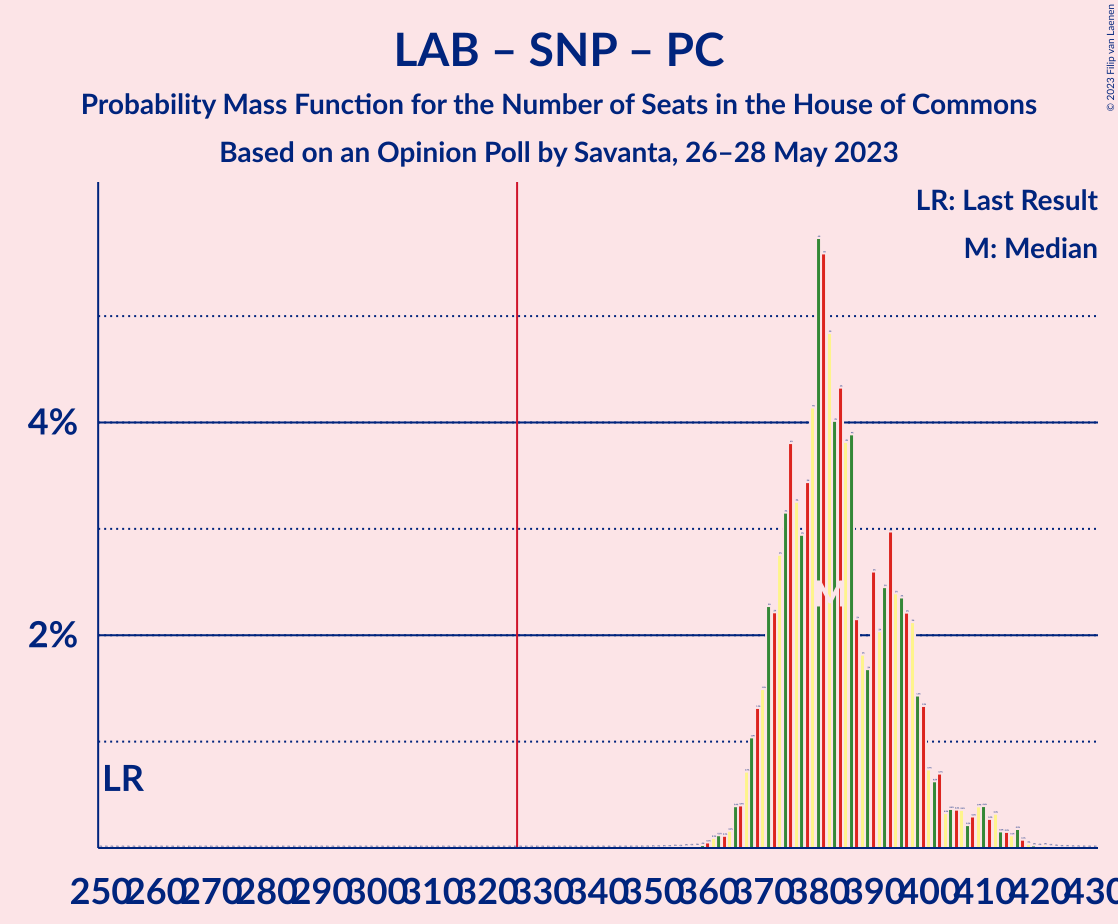 LAB – SNP – PC
Probability Mass Function for the Number of Seats in the House of Commons
Based on an Opinion Poll by Savanta, 26–28 May 2023
© 2023 Filip van Laenen
LR: Last Result
M: Median
4%
2%
M
LR
250 260 270 280 290 300 310 320 330 340 350 360 370 380 390 400 410 420 430